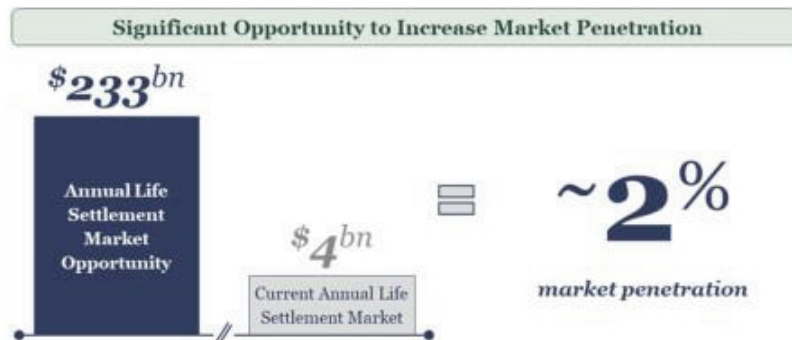 Significant Opportunity to Increase Market Penetration
$233bn
Annual Life
Settlement
Market
Opportunity
$4bn
Current Annual Life
Settlement Market
=
~2%
market penetration